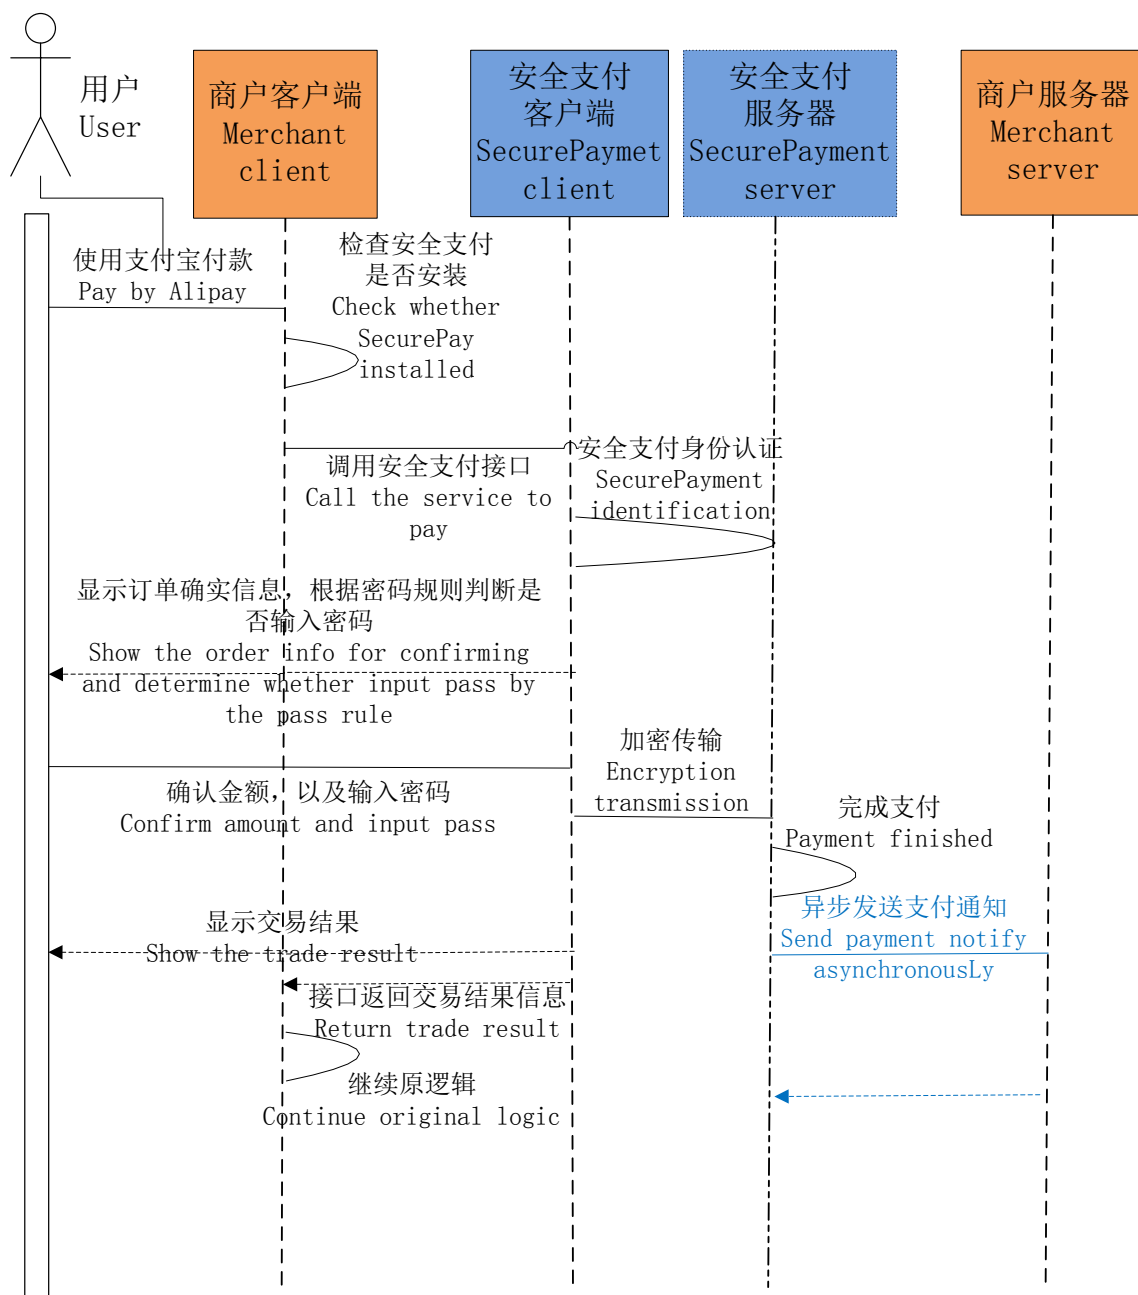 用户
User
商户客户端
Merchant
client
安全支付
客户端
SecurePaymet
client
安全支付
服务器
SecurePayment
server
商户服务器
Merchant
server
使用支付宝付款
Pay by Alipay
检查安全支付
是否安装
Check whether
SecurePay
installed
调用安全支付接口
Call the service to
pay
安全支付身份认证
SecurePayment
identification
显示订单确实信息，根据密码规则判断是
否输入密码
Show the order info for confirming
and determine whether input pass by
the pass rule
确认金额，以及输入密码
Confirm amount and input pass
加密传输
Encryption
transmission
完成支付
Payment finished
异步发送支付通知
Send payment notify
asynchronousLy
显示交易结果
Show the trade result
接口返回交易结果信息
Return trade result
继续原逻辑
Continue original logic